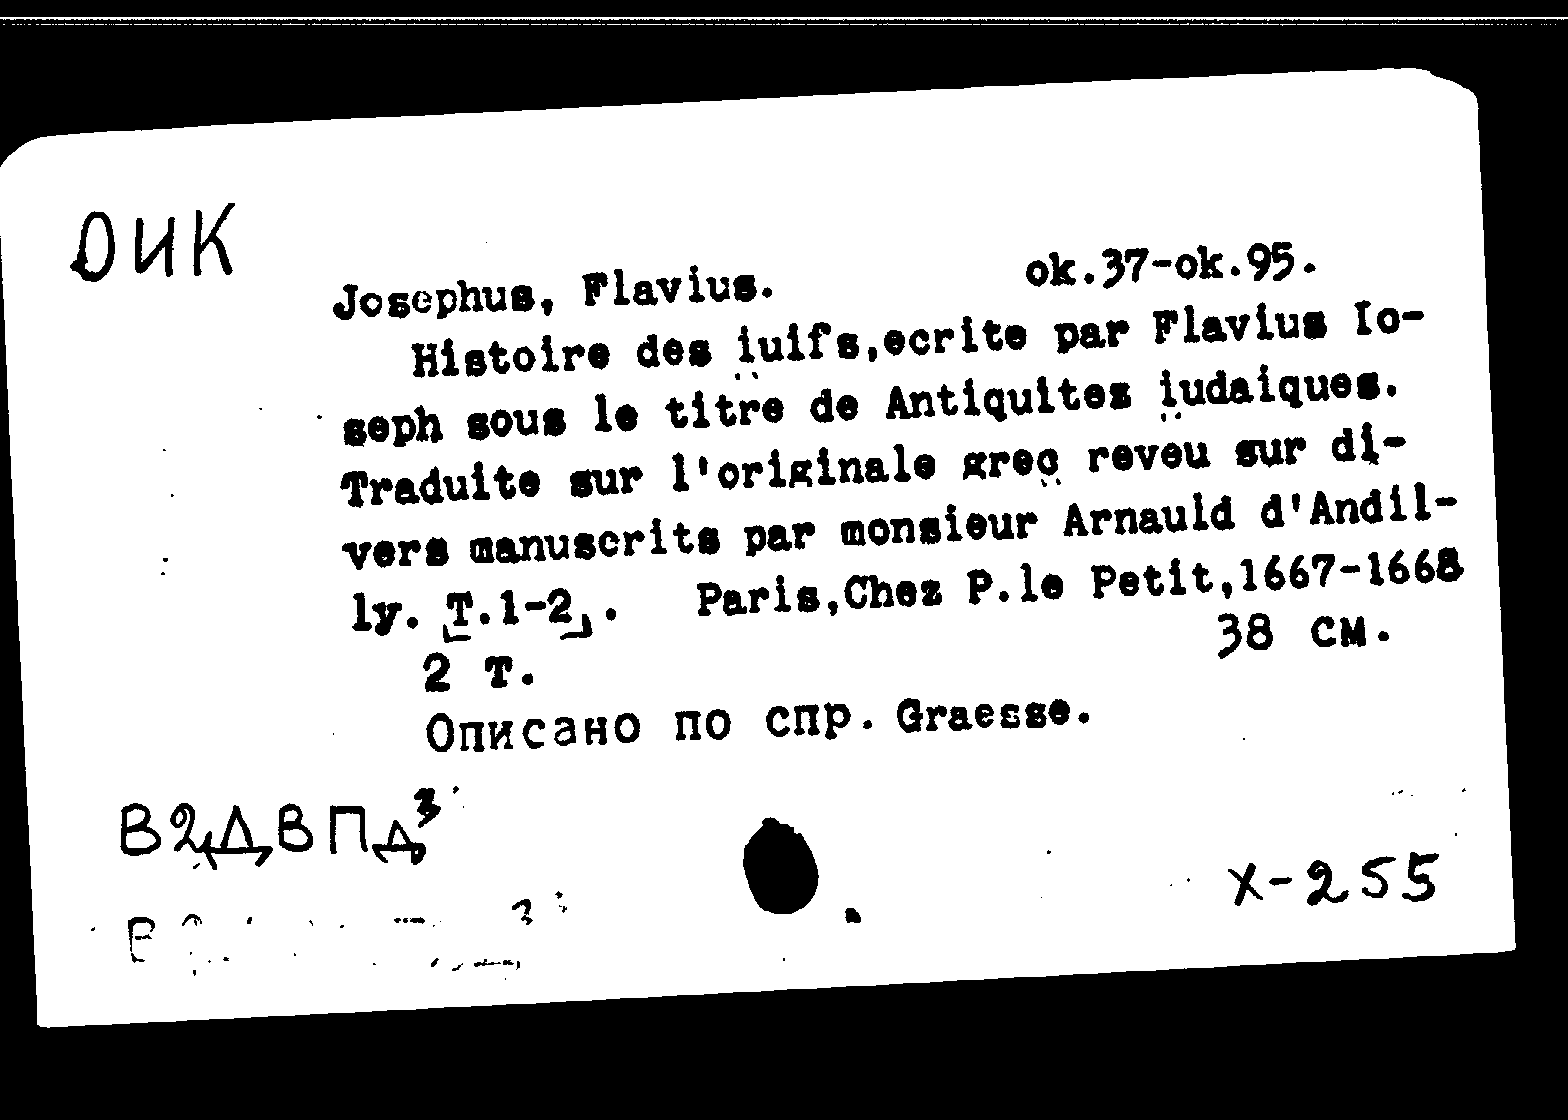 ОИК
Josephus, Flavius. ok.37-ok.95.
Histoire des iuifs,ecrite par Flavius Io-
seph sous le titre de Antiquitez iudaiques.
Traduite sur l'originale grec reveu sur di-
vers manuscrits par monsieur Arnauld d'Andil-
ly. [T.1-2]. Paris,Chez P.le Petit,1667-1668
2 т. 38 см.
Описано по спр. Graesse.
В2ДВПд³
X-255